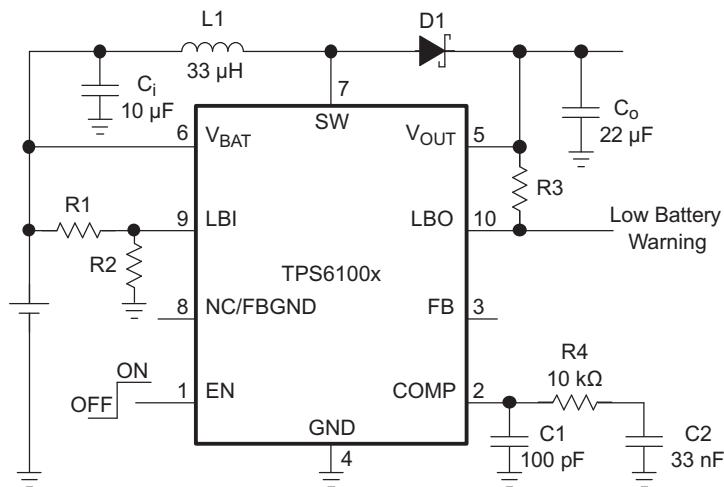 L1
33 µH
D1
Ci
10 µF
7
SW
Co
22 µF
6
VBAT
VOUT
5
R3
R1
9
LBI
LBO
10
Low Battery
Warning
R2
TPS6100x
8
NC/FBGND
FB
3
R4
10 kΩ
ON
OFF
1
EN
COMP
2
GND
4
C1
100 pF
C2
33 nF